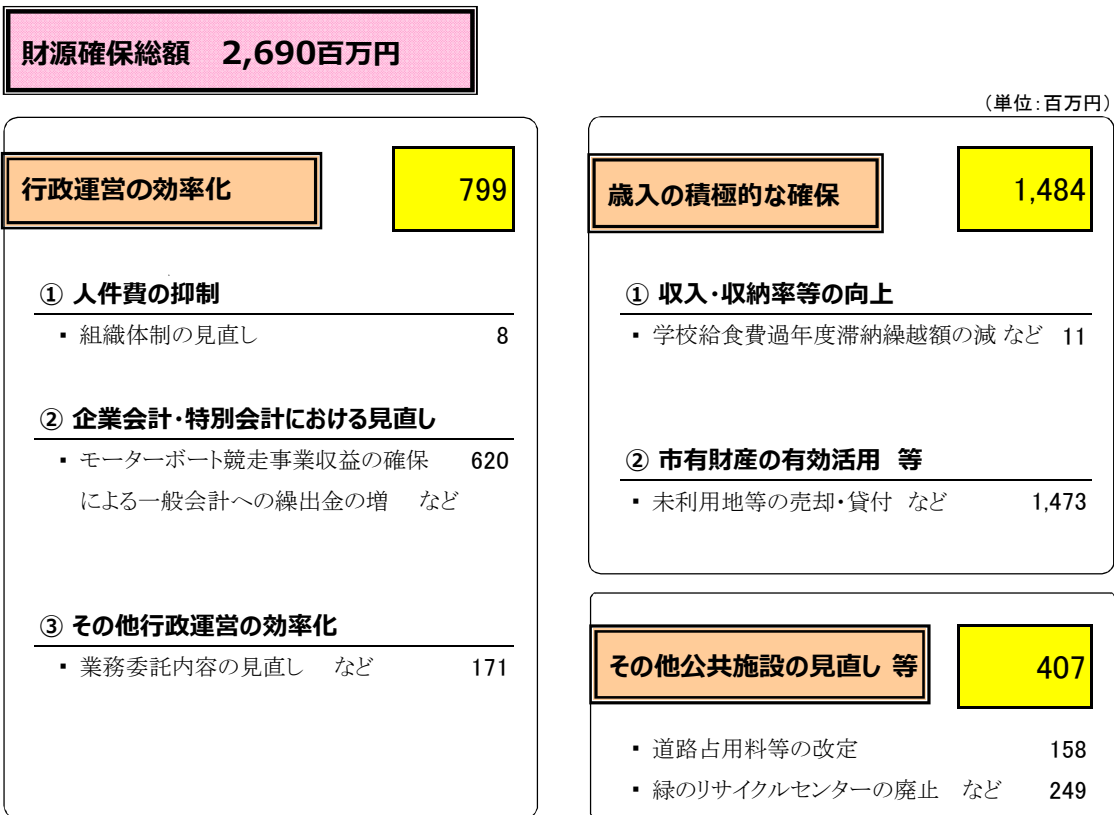 財源確保総額　2,690百万円
（単位：百万円）
行政運営の効率化　799
① 人件費の抑制
▪ 組織体制の見直し　8
② 企業会計・特別会計における見直し
▪ モーターボート競走事業収益の確保　620
による一般会計への繰出金の増　など
③ その他行政運営の効率化
▪ 業務委託内容の見直し　など　171
歳入の積極的な確保　1,484
① 収入・収納率等の向上
▪ 学校給食費過年度滞納繰越額の減 など　11
② 市有財産の有効活用　等
▪ 未利用地等の売却・貸付　など　1,473
その他公共施設の見直し 等　407
▪ 道路占用料等の改定　158
▪ 緑のリサイクルセンターの廃止　など　249